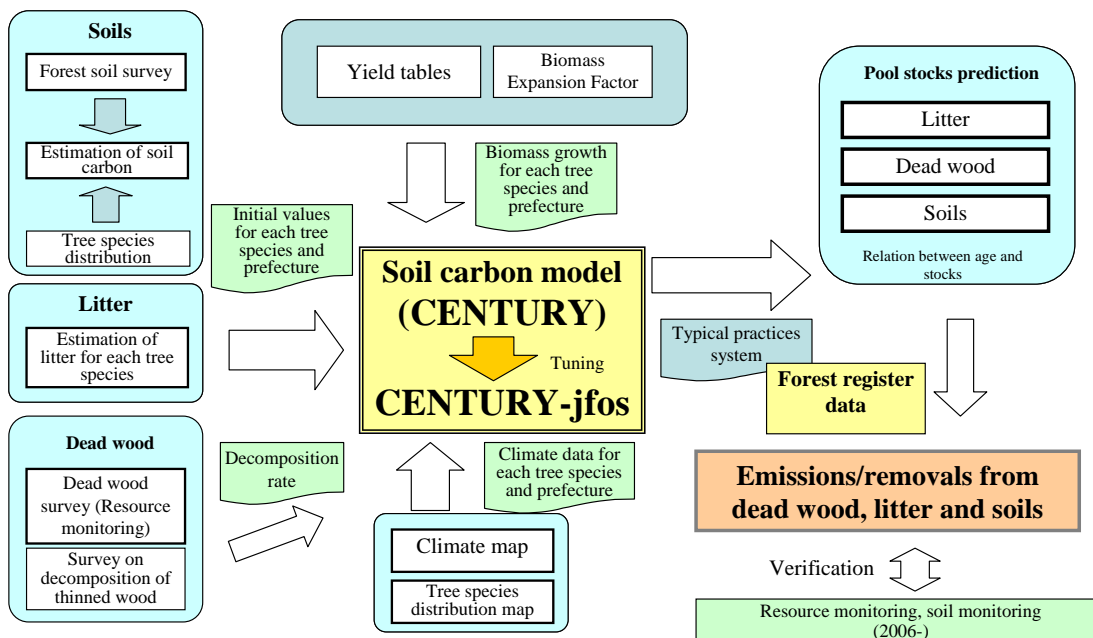 Soils
Forest soil survey
Estimation of soil
carbon
Tree species
distribution
Litter
Estimation of
litter for each tree
species
Dead wood
Dead wood
survey (Resource
monitoring)
Survey on
decomposition of
thinned wood
Yield tables
Biomass
Expansion Factor
Biomass growth
for each tree
species and
prefecture
Initial values
for each tree
species and
prefecture
Soil carbon model
(CENTURY)
Tuning
CENTURY-jfos
Decomposition
rate
Climate data for
each tree species
and prefecture
Climate map
Tree species
distribution map
Pool stocks prediction
Litter
Dead wood
Soils
Relation between age and
stocks
Typical practices
system
Forest register
data
Emissions/removals from
dead wood, litter and soils
Verification
Resource monitoring, soil monitoring
(2006-)